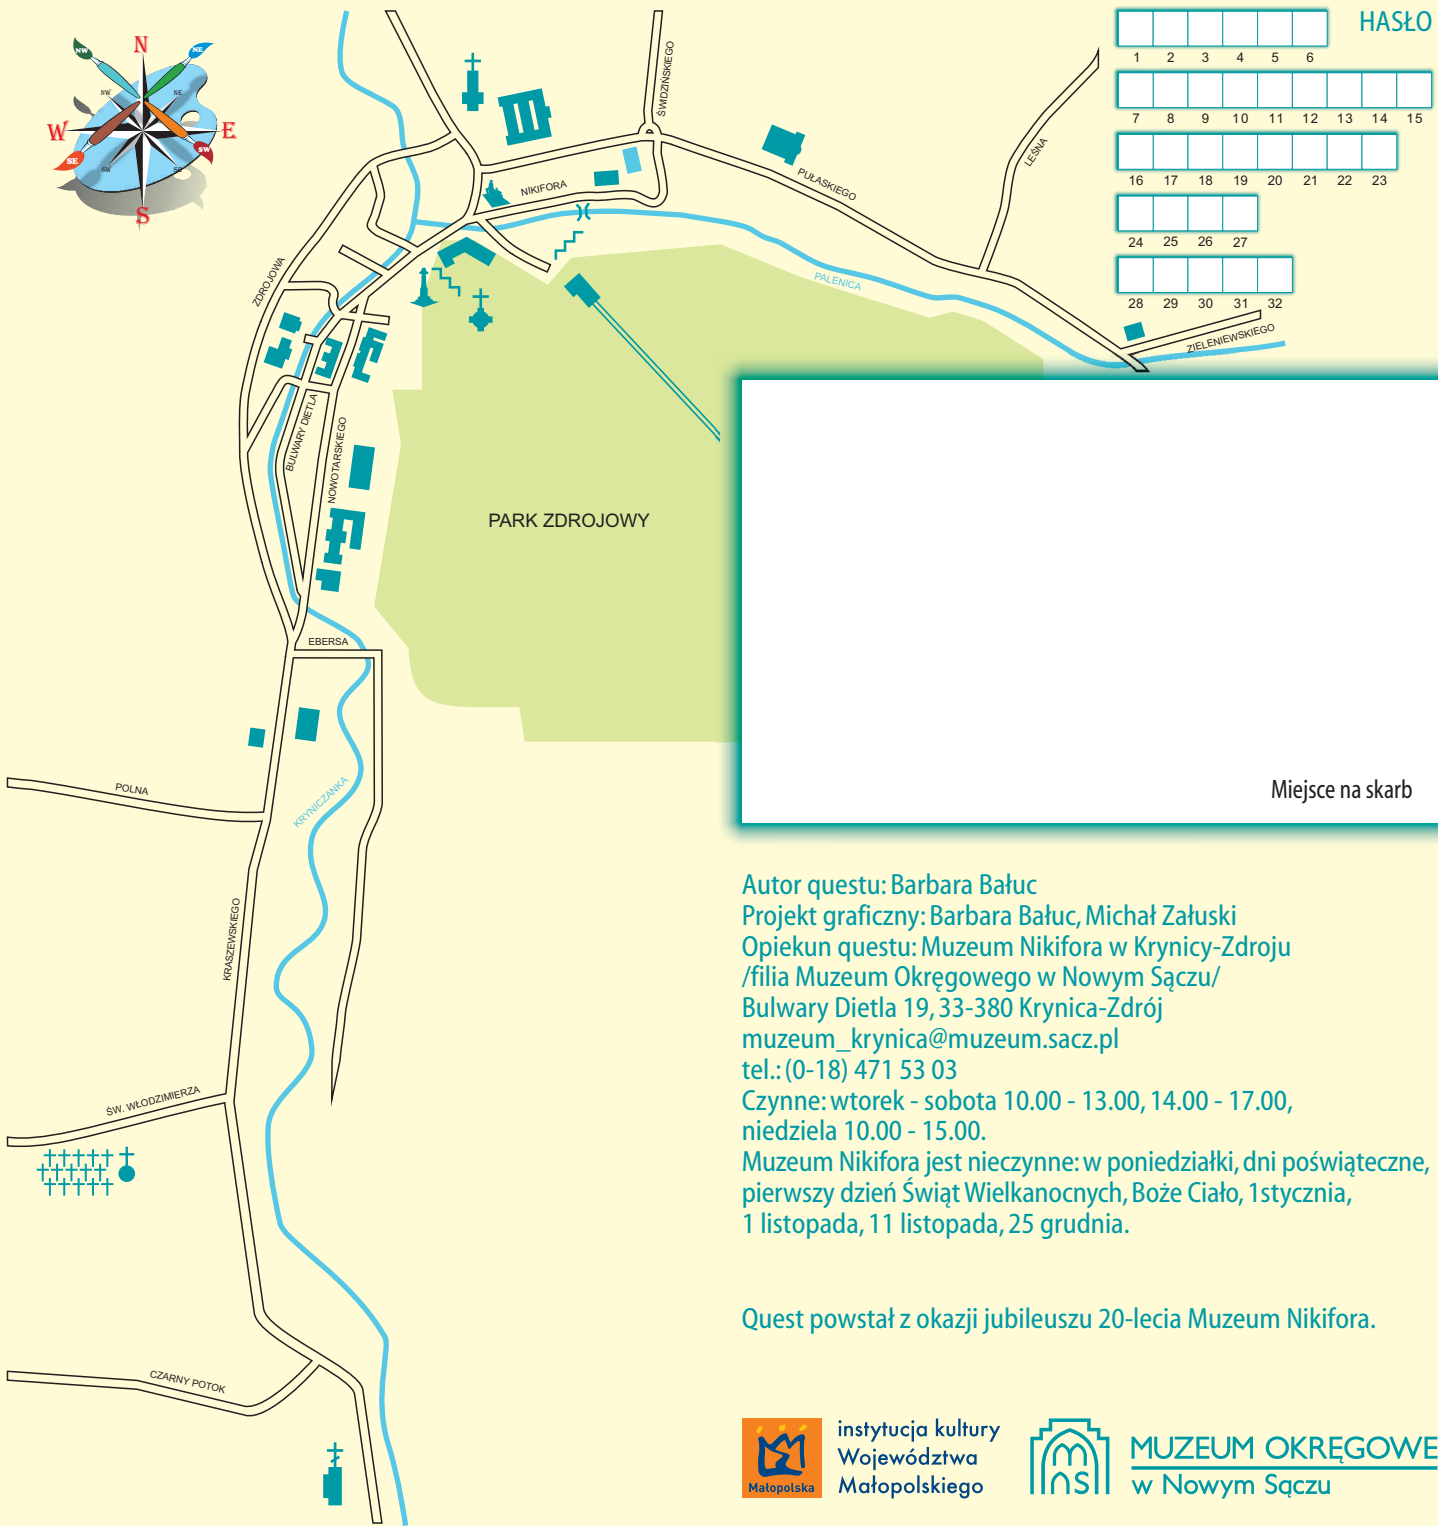 HASŁO
1 2 3 4 5 6
7 8 9 10 11 12 13 14 15
16 17 18 19 20 21 22 23
24 25 26 27
28 29 30 31 32
N
NW
NE
NW
NE
W
E
SE
SW
SW
SE
S
ŚWIDZIŃSKIEGO
LEŚNA
PUŁASKIEGO
NIKIFORA
ZDROJOWA
PALENICA
ZIELENIEWSKIEGO
BULWARY DIETLA
NOWOTARSKIEGO
PARK ZDROJOWY
EBERSA
POLNA
KRYNICZANKA
KRASZEWSKIEGO
ŚW. WŁODZIMIERZA
CZARNY POTOK
Miejsce na skarb
Autor questu: Barbara Bałuc
Projekt graficzny: Barbara Bałuc, Michał Załuski
Opiekun questu: Muzeum Nikifora w Krynicy-Zdroju
/filia Muzeum Okręgowego w Nowym Sączu/
Bulwary Dietla 19, 33-380 Krynica-Zdrój
muzeum_krynica@muzeum.sacz.pl
tel.: (0-18) 471 53 03
Czynne: wtorek - sobota 10.00 - 13.00, 14.00 - 17.00,
niedziela 10.00 - 15.00.
Muzeum Nikifora jest nieczynne: w poniedziałki, dni poświąteczne,
pierwszy dzień Świąt Wielkanocnych, Boże Ciało, 1stycznia,
1 listopada, 11 listopada, 25 grudnia.
Quest powstał z okazji jubileuszu 20-lecia Muzeum Nikifora.
Małopolska
instytucja kultury
Województwa
Małopolskiego
m
ns
MUZEUM OKRĘGOWE
w Nowym Sączu